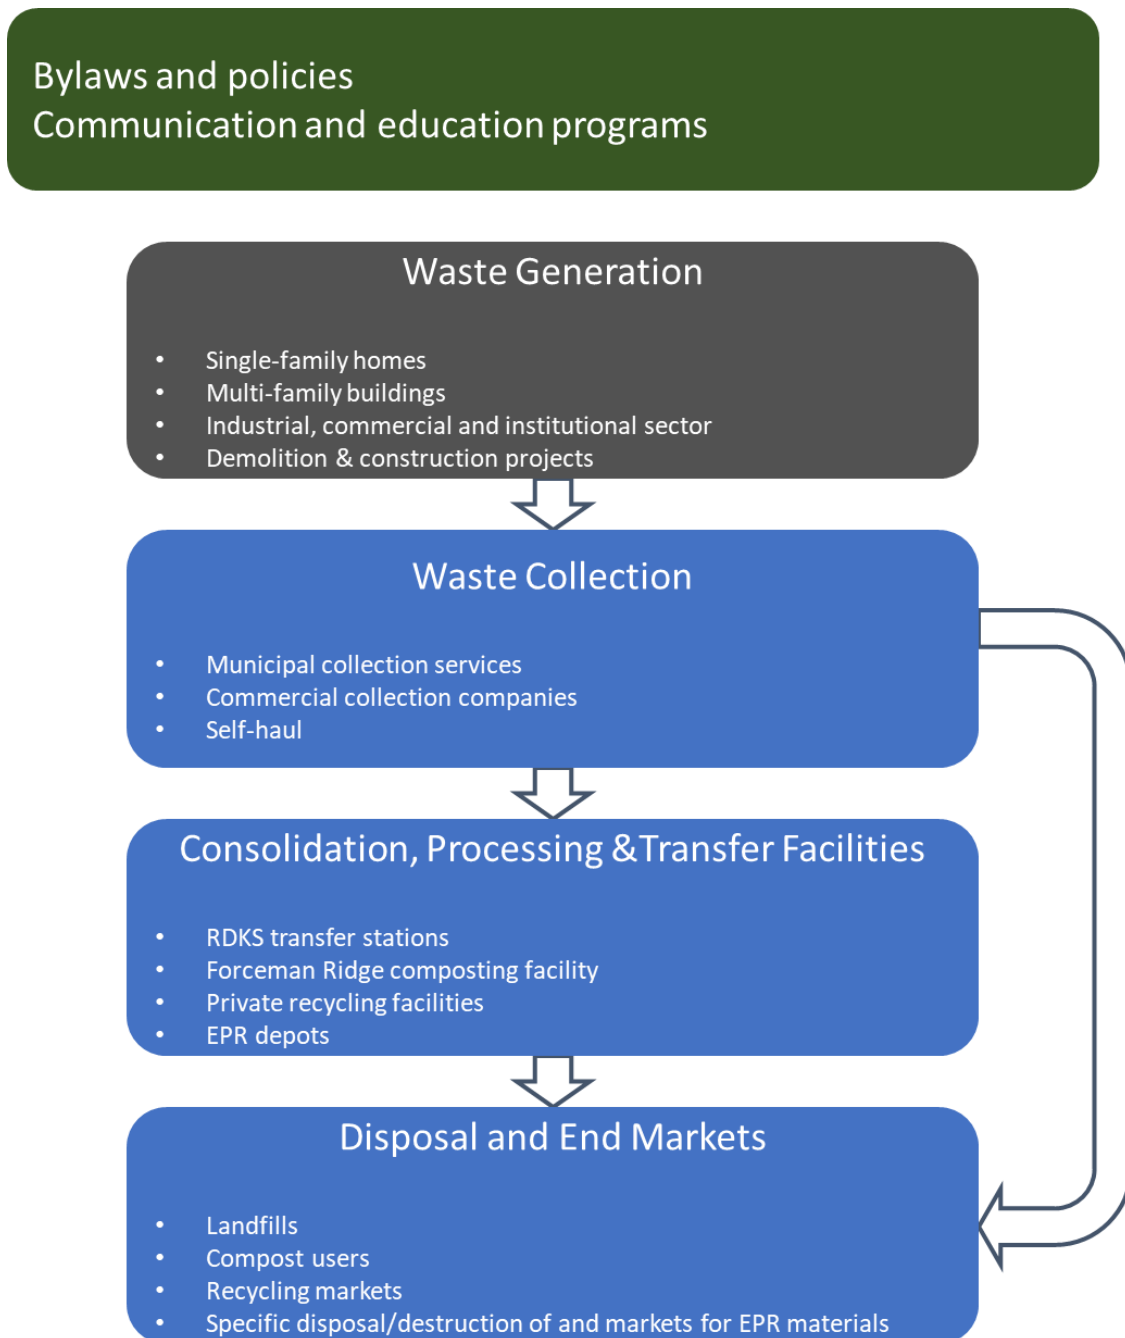 Bylaws and policies
Communication and education programs
Waste Generation
• Single-family homes
• Multi-family buildings
• Industrial, commercial and institutional sector
• Demolition & construction projects
Waste Collection
• Municipal collection services
• Commercial collection companies
• Self-haul
Consolidation, Processing &Transfer Facilities
• RDKS transfer stations
• Forceman Ridge composting facility
• Private recycling facilities
• EPR depots
Disposal and End Markets
• Landfills
• Compost users
• Recycling markets
• Specific disposal/destruction of and markets for EPR materials